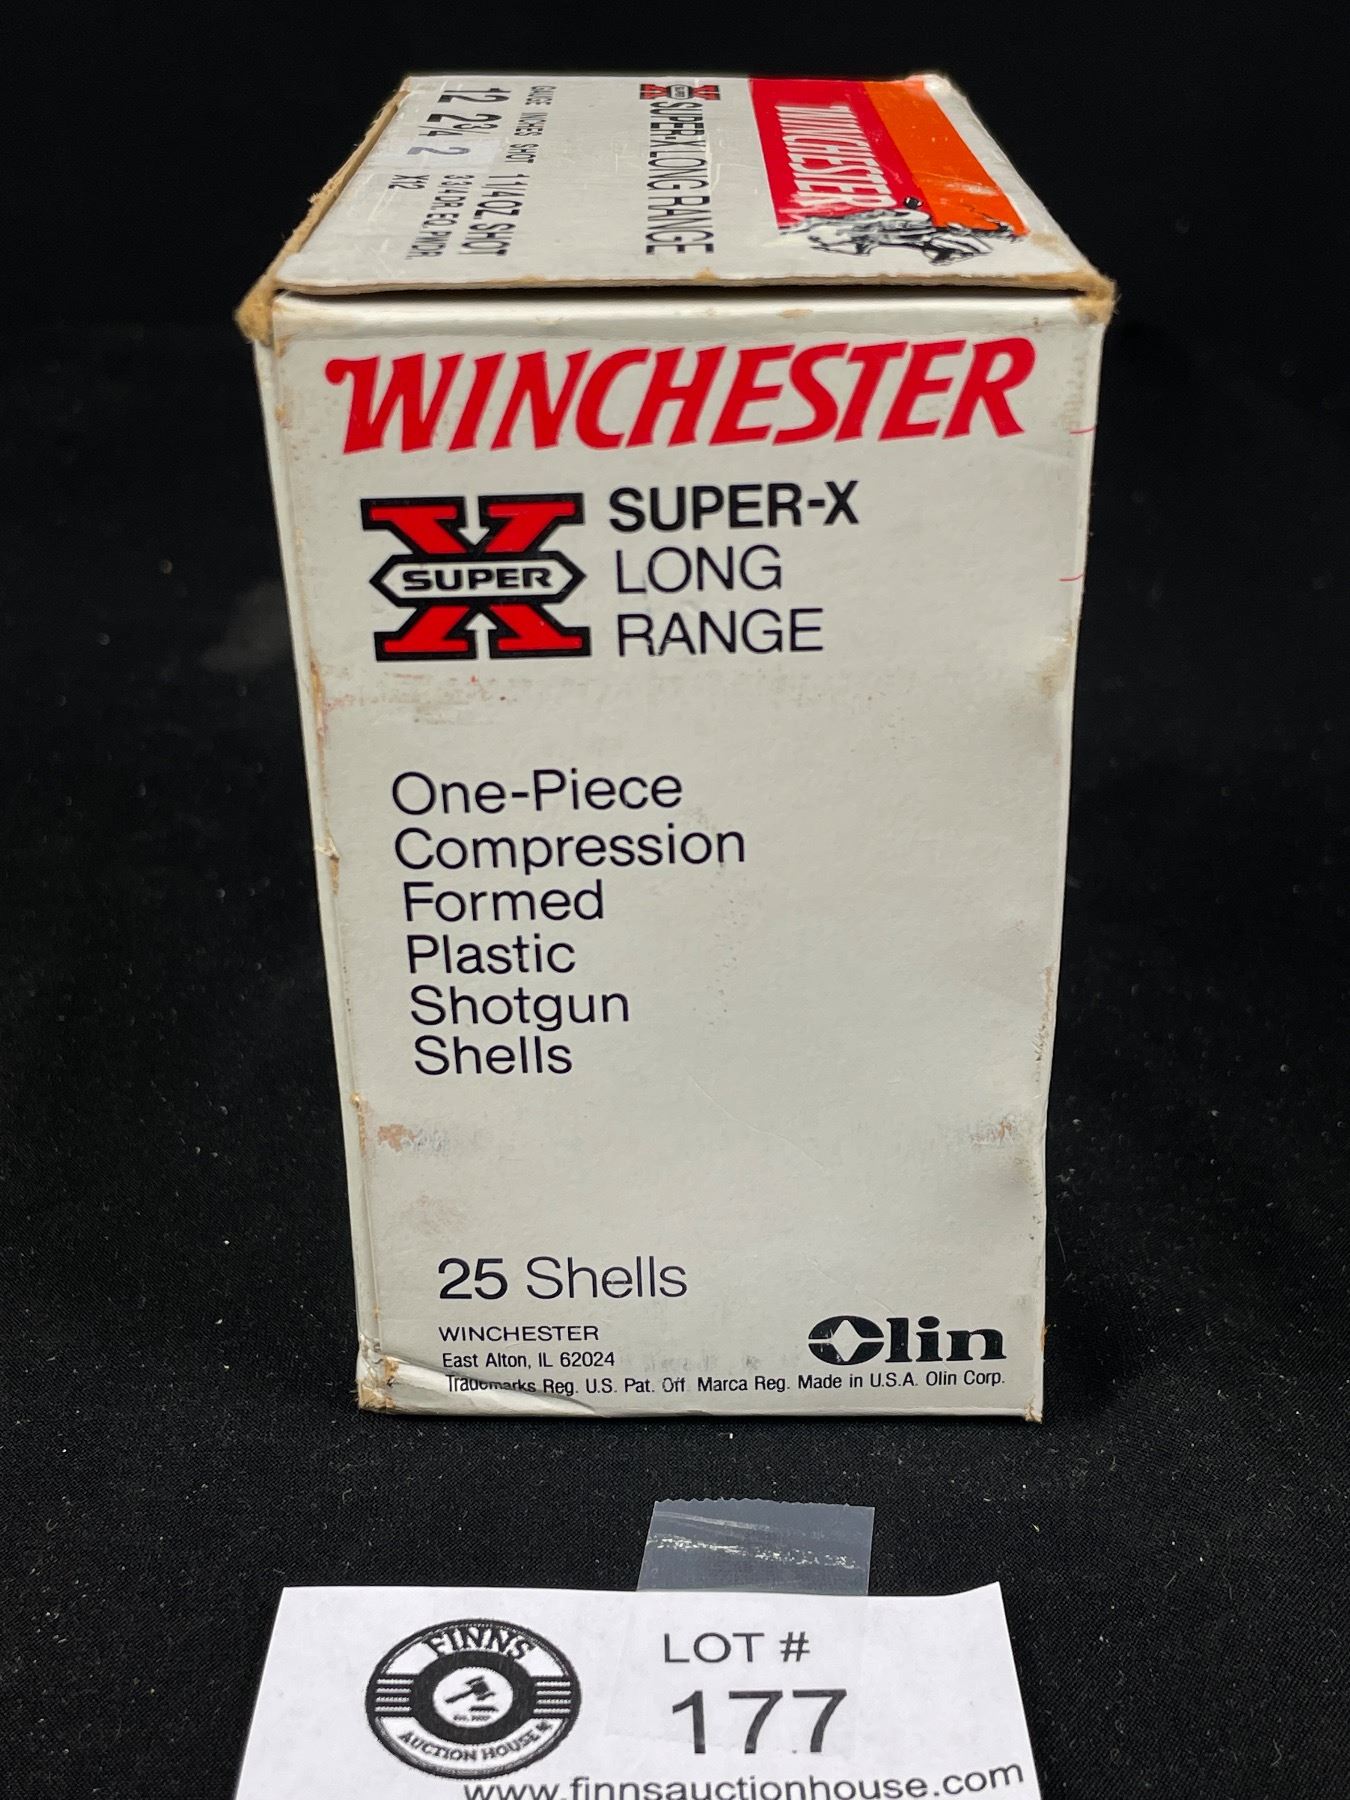 WINCHESTER
X SUPER-X LONG RANGE
GAUGE INCHES SHOT
12 2¾ 2
1 1/4 OZ. SHOT
3 3/4 DR. EQ. PWDR.
X12
WINCHESTER
SUPER
SUPER-X
LONG
RANGE
One-Piece
Compression
Formed
Plastic
Shotgun
Shells
25 Shells
WINCHESTER
East Alton, IL 62024
Olin
Trademarks Reg. U.S. Pat. Off. Marca Reg. Made in U.S.A. Olin Corp.
FINNS
AUCTION HOUSE
LOT #
177
www.finnsauctionhouse.com